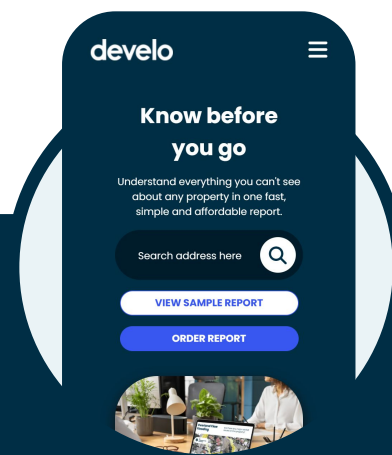 develo
Know before
you go
Understand everything you can't see
about any property in one fast,
simple and affordable report.
Search address here
VIEW SAMPLE REPORT
ORDER REPORT